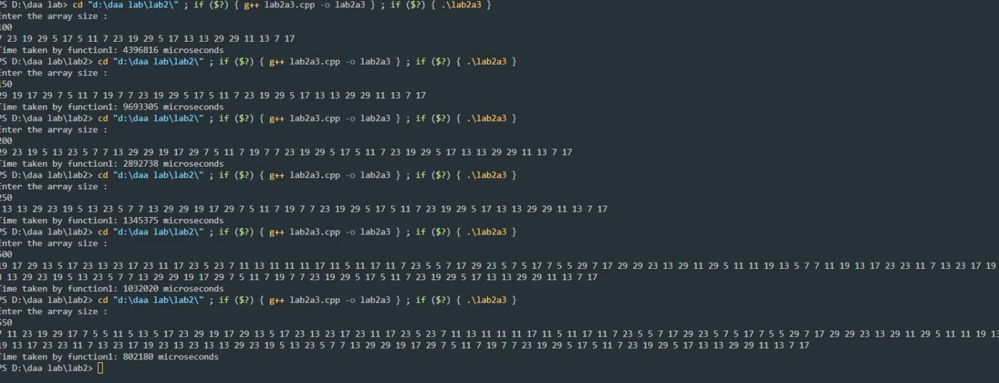 PS D:\daa lab> cd "d:\daa lab\lab2\" ; if ($?) { g++ lab2a3.cpp -o lab2a3 } ; if ($?) { .\lab2a3 }
Enter the array size :
100
7 23 19 29 5 17 5 11 7 23 19 29 5 17 13 13 29 29 11 13 7 17
Time taken by function1: 4396816 microseconds
PS D:\daa lab\lab2> cd "d:\daa lab\lab2\" ; if ($?) { g++ lab2a3.cpp -o lab2a3 } ; if ($?) { .\lab2a3 }
Enter the array size :
150
29 19 17 29 7 5 11 7 19 7 7 23 19 29 5 17 5 11 7 23 19 29 5 17 13 13 29 29 11 13 7 17
Time taken by function1: 9693305 microseconds
PS D:\daa lab\lab2> cd "d:\daa lab\lab2\" ; if ($?) { g++ lab2a3.cpp -o lab2a3 } ; if ($?) { .\lab2a3 }
Enter the array size :
200
29 23 19 5 13 23 5 7 7 13 29 29 19 17 29 7 5 11 7 19 7 7 23 19 29 5 17 5 11 7 23 19 29 5 17 13 13 29 29 11 13 7 17
Time taken by function1: 2892738 microseconds
PS D:\daa lab\lab2> cd "d:\daa lab\lab2\" ; if ($?) { g++ lab2a3.cpp -o lab2a3 } ; if ($?) { .\lab2a3 }
Enter the array size :
250
13 13 29 23 19 5 13 23 5 7 7 13 29 29 19 17 29 7 5 11 7 19 7 7 23 19 29 5 17 5 11 7 23 19 29 5 17 13 13 29 29 11 13 7 17
Time taken by function1: 1345375 microseconds
PS D:\daa lab\lab2> cd "d:\daa lab\lab2\" ; if ($?) { g++ lab2a3.cpp -o lab2a3 } ; if ($?) { .\lab2a3 }
Enter the array size :
500
19 17 29 13 5 17 23 13 23 17 23 11 17 23 5 23 7 11 13 11 11 11 17 11 5 11 17 11 7 23 5 5 7 17 29 23 5 7 5 17 7 5 5 29 7 17 29 29 23 13 29 11 29 5 11 11 19 13 5 7 7 11 19 13 17 23 23 11 7 13 23 17 19
13 29 23 19 5 13 23 5 7 7 13 29 29 19 17 29 7 5 11 7 19 7 7 23 19 29 5 17 5 11 7 23 19 29 5 17 13 13 29 29 11 13 7 17
Time taken by function1: 1032020 microseconds
PS D:\daa lab\lab2> cd "d:\daa lab\lab2\" ; if ($?) { g++ lab2a3.cpp -o lab2a3 } ; if ($?) { .\lab2a3 }
Enter the array size :
550
7 11 23 19 29 17 7 5 5 11 5 13 5 17 23 29 19 17 29 13 5 17 23 13 23 17 23 11 17 23 5 23 7 11 13 11 11 11 17 11 5 11 17 11 7 23 5 5 7 17 29 23 5 7 5 17 7 5 5 29 7 17 29 29 23 13 29 11 29 5 11 11 19 13
19 13 17 23 23 11 7 13 23 17 19 23 13 23 13 13 29 23 19 5 13 23 5 7 7 13 29 29 19 17 29 7 5 11 7 19 7 7 23 19 29 5 17 5 11 7 23 19 29 5 17 13 13 29 29 11 13 7 17
Time taken by function1: 802180 microseconds
PS D:\daa lab\lab2>